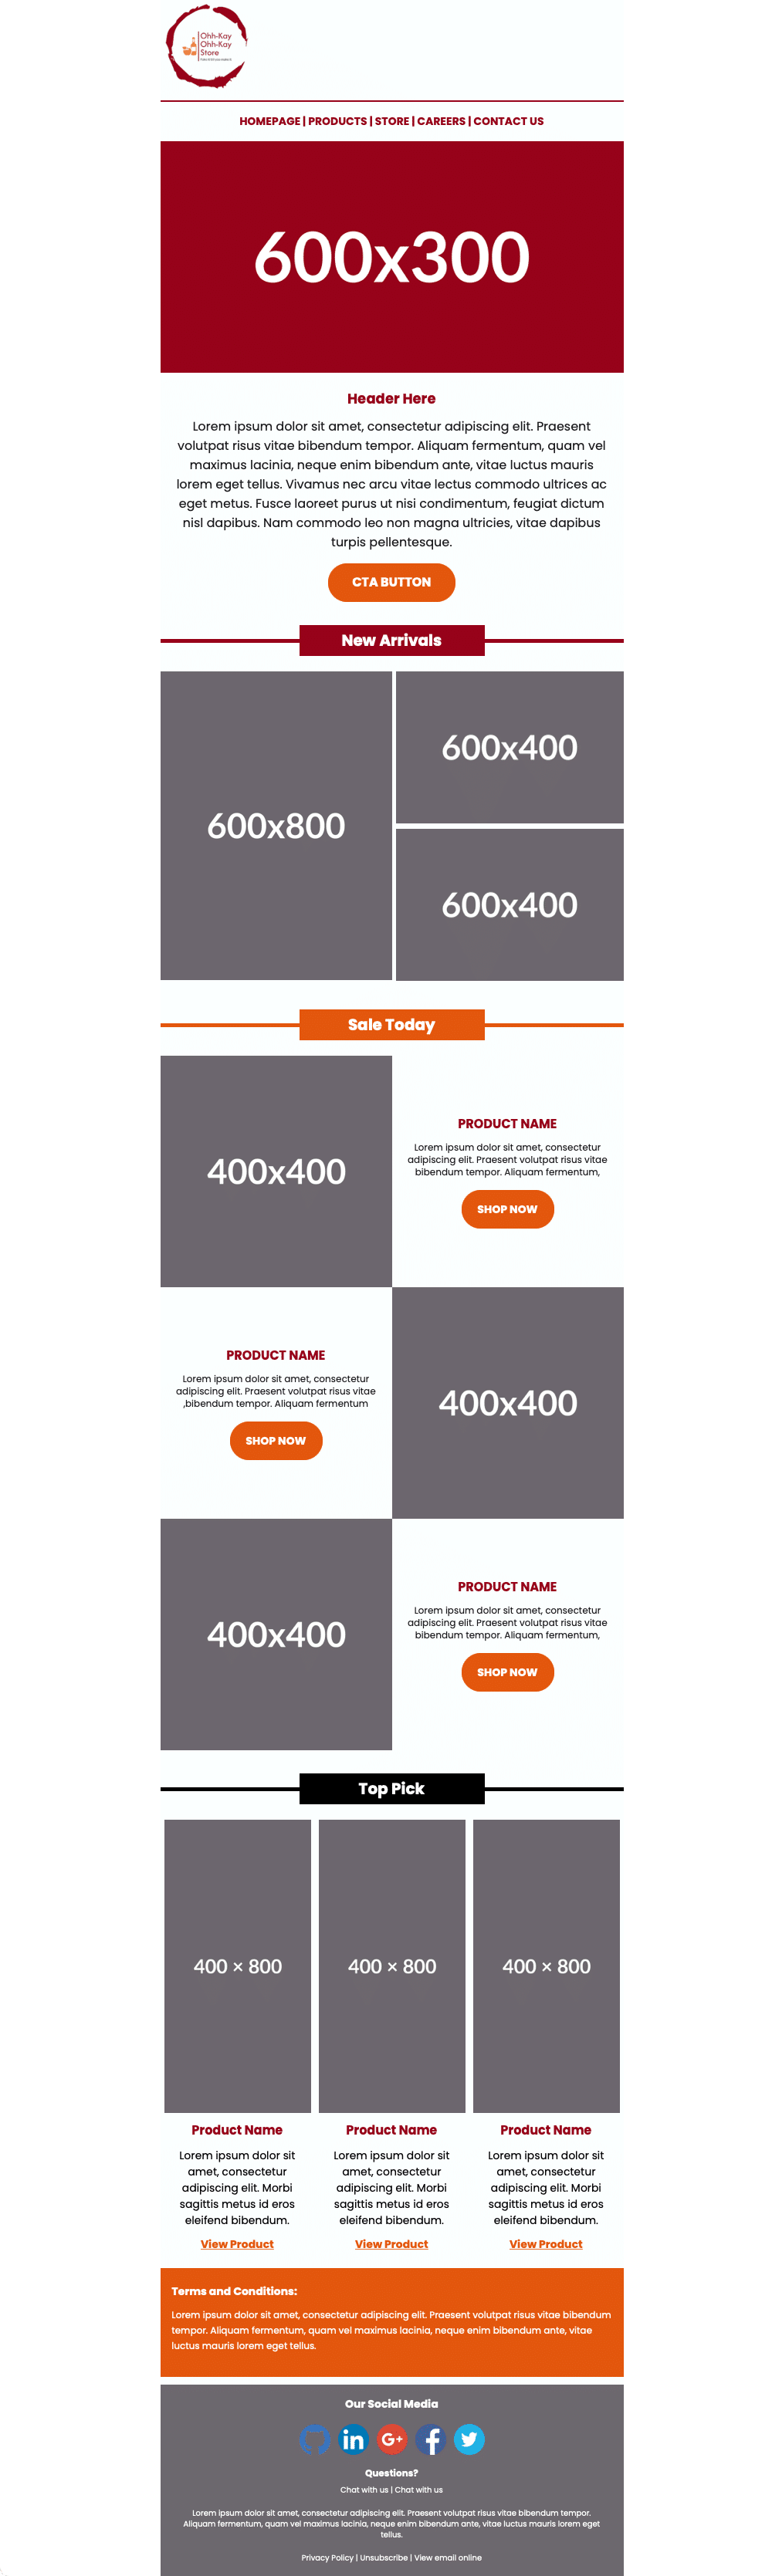 Ohh-Kay
Ohh-Kay
Store
HOMEPAGE | PRODUCTS | STORE | CAREERS | CONTACT US
600x300
Header Here
Lorem ipsum dolor sit amet, consectetur adipiscing elit. Praesent
volutpat risus vitae bibendum tempor. Aliquam fermentum, quam vel
maximus lacinia, neque enim bibendum ante, vitae luctus mauris
lorem eget tellus. Vivamus nec arcu vitae lectus commodo ultrices ac
eget metus. Fusce laoreet purus ut nisi condimentum, feugiat dictum
nisl dapibus. Nam commodo leo non magna ultricies, vitae dapibus
turpis pellentesque.
CTA BUTTON
New Arrivals
600x800
600x400
600x400
Sale Today
400x400
PRODUCT NAME
Lorem ipsum dolor sit amet, consectetur
adipiscing elit. Praesent volutpat risus vitae
bibendum tempor. Aliquam fermentum,
SHOP NOW
PRODUCT NAME
Lorem ipsum dolor sit amet, consectetur
adipiscing elit. Praesent volutpat risus vitae
,bibendum tempor. Aliquam fermentum
SHOP NOW
400x400
400x400
PRODUCT NAME
Lorem ipsum dolor sit amet, consectetur
adipiscing elit. Praesent volutpat risus vitae
bibendum tempor. Aliquam fermentum,
SHOP NOW
Top Pick
400 × 800
400 × 800
400 × 800
Product Name
Lorem ipsum dolor sit
amet, consectetur
adipiscing elit. Morbi
sagittis metus id eros
eleifend bibendum.
View Product
Product Name
Lorem ipsum dolor sit
amet, consectetur
adipiscing elit. Morbi
sagittis metus id eros
eleifend bibendum.
View Product
Product Name
Lorem ipsum dolor sit
amet, consectetur
adipiscing elit. Morbi
sagittis metus id eros
eleifend bibendum.
View Product
Terms and Conditions:
Lorem ipsum dolor sit amet, consectetur adipiscing elit. Praesent volutpat risus vitae bibendum
tempor. Aliquam fermentum, quam vel maximus lacinia, neque enim bibendum ante, vitae
luctus mauris lorem eget tellus.
Our Social Media
in G+ f
Questions?
Chat with us | Chat with us
Lorem ipsum dolor sit amet, consectetur adipiscing elit. Praesent volutpat risus vitae bibendum tempor.
Aliquam fermentum, quam vel maximus lacinia, neque enim bibendum ante, vitae luctus mauris lorem eget
tellus.
Privacy Policy | Unsubscribe | View email online